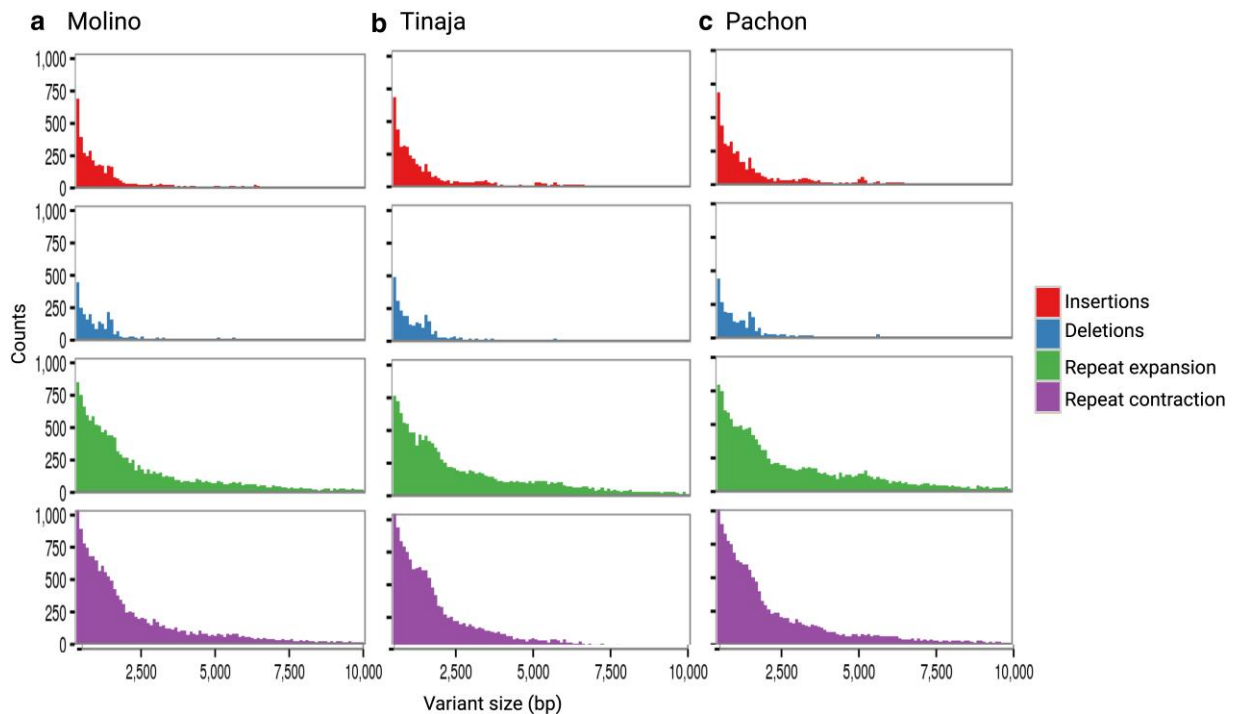 a Molino
b Tinaja
c Pachon
1,000
750
500
250
0
1,000
750
500
250
0
1,000
750
500
250
0
1,000
750
500
250
0
Counts
2,500 5,000 7,500 10,000
2,500 5,000 7,500 10,000
2,500 5,000 7,500 10,000
Variant size (bp)
Insertions
Deletions
Repeat expansion
Repeat contraction